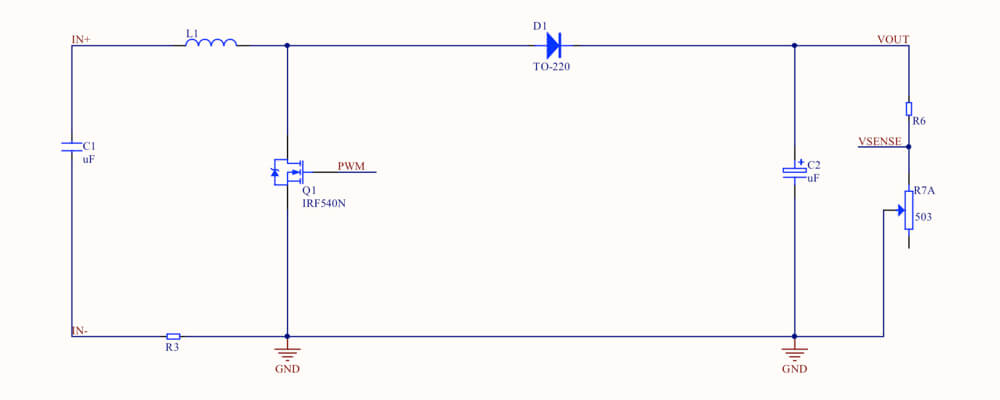 IN+
L1
D1
TO-220
VOUT
R6
VSENSE
C1
uF
PWM
Q1
IRF540N
C2
uF
R7A
503
IN-
R3
GND
GND